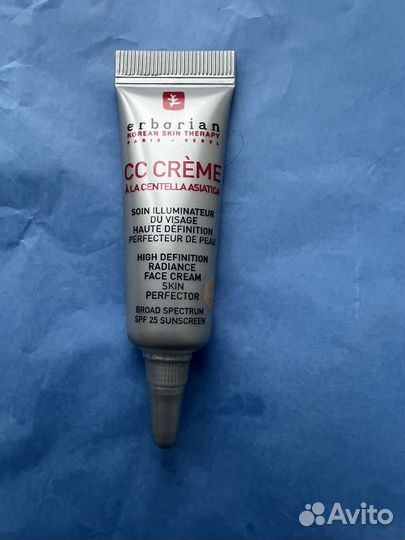 erborian
KOREAN SKIN THERAPY
PARIS - SEOUL
CC CRÈME
À LA CENTELLA ASIATICA
SOIN ILLUMINATEUR
DU VISAGE
HAUTE DÉFINITION
PERFECTEUR DE PEAU
HIGH DEFINITION
RADIANCE
FACE CREAM
SKIN
PERFECTOR
BROAD SPECTRUM
SPF 25 SUNSCREEN
Avito